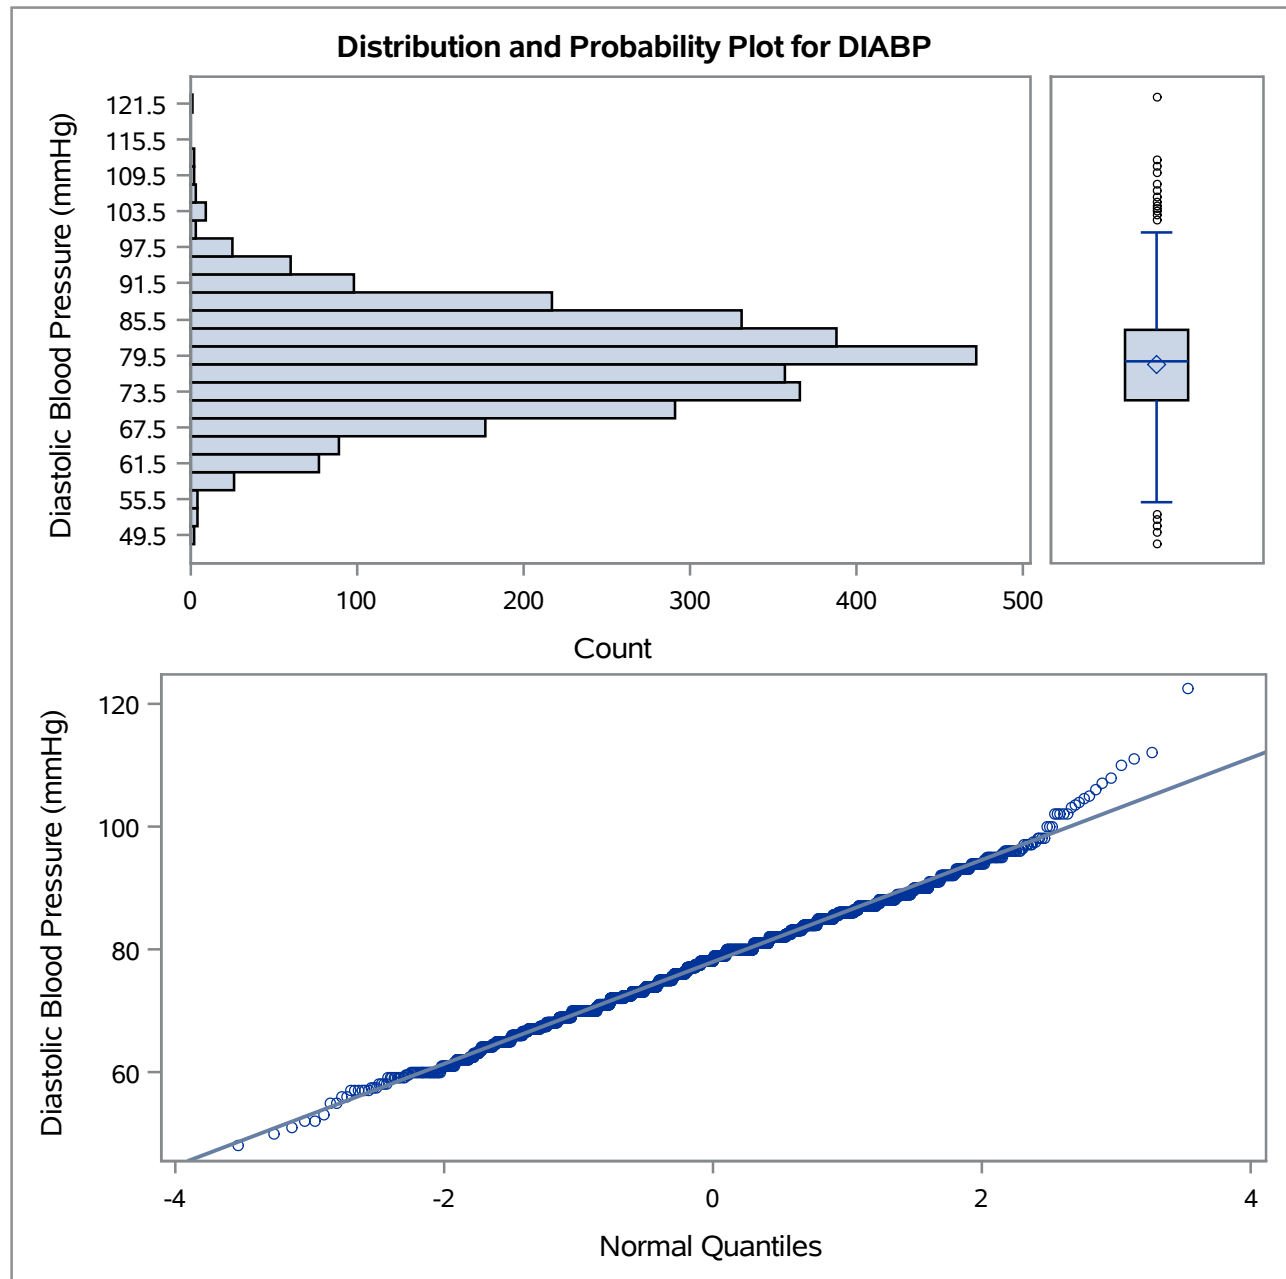 Distribution and Probability Plot for DIABP
Diastolic Blood Pressure (mmHg)
121.5
115.5
109.5
103.5
97.5
91.5
85.5
79.5
73.5
67.5
61.5
55.5
49.5
0 100 200 300 400 500
Count
Diastolic Blood Pressure (mmHg)
120
100
80
60
-4 -2 0 2 4
Normal Quantiles